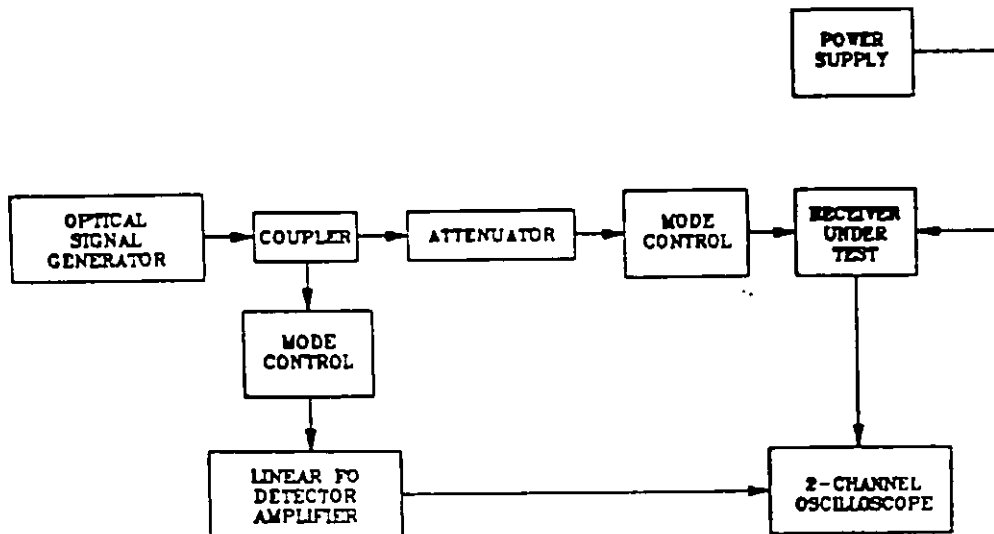 POWER
SUPPLY
OPTICAL
SIGNAL
GENERATOR
COUPLER
ATTENUATOR
MODE
CONTROL
RECEIVER
UNDER
TEST
MODE
CONTROL
LINEAR FO
DETECTOR
AMPLIFIER
2-CHANNEL
OSCILLOSCOPE